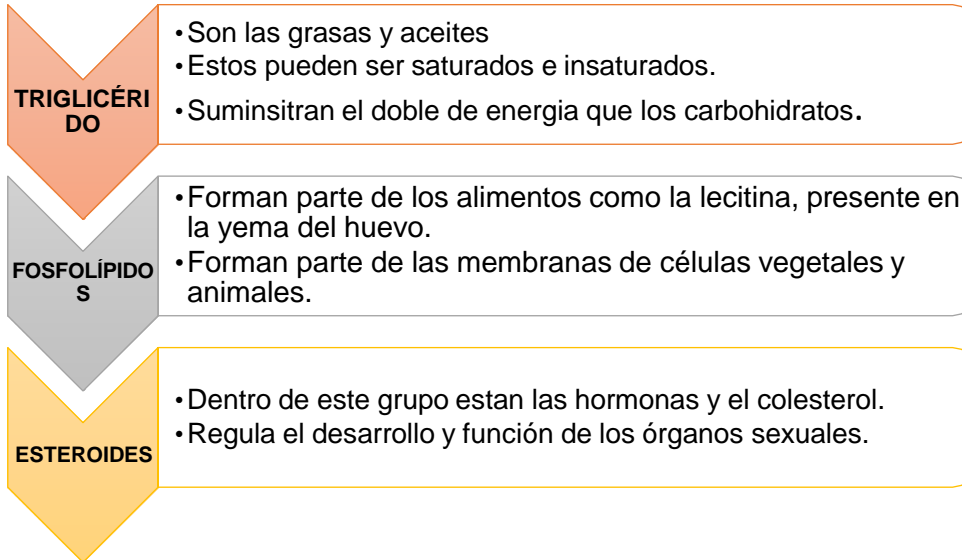 TRIGLICÉRI
DO
•Son las grasas y aceites
•Estos pueden ser saturados e insaturados.
•Suminsitran el doble de energia que los carbohidratos.
FOSFOLÍPIDO
S
•Forman parte de los alimentos como la lecitina, presente en
la yema del huevo.
•Forman parte de las membranas de células vegetales y
animales.
ESTEROIDES
•Dentro de este grupo estan las hormonas y el colesterol.
•Regula el desarrollo y función de los órganos sexuales.